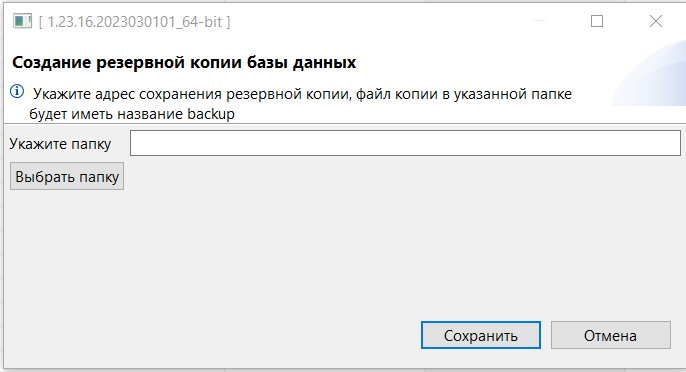 [ 1.23.16.2023030101_64-bit ]
Создание резервной копии базы данных
Укажите адрес сохранения резервной копии, файл копии в указанной папке
будет иметь название backup
Укажите папку
Выбрать папку
Сохранить
Отмена